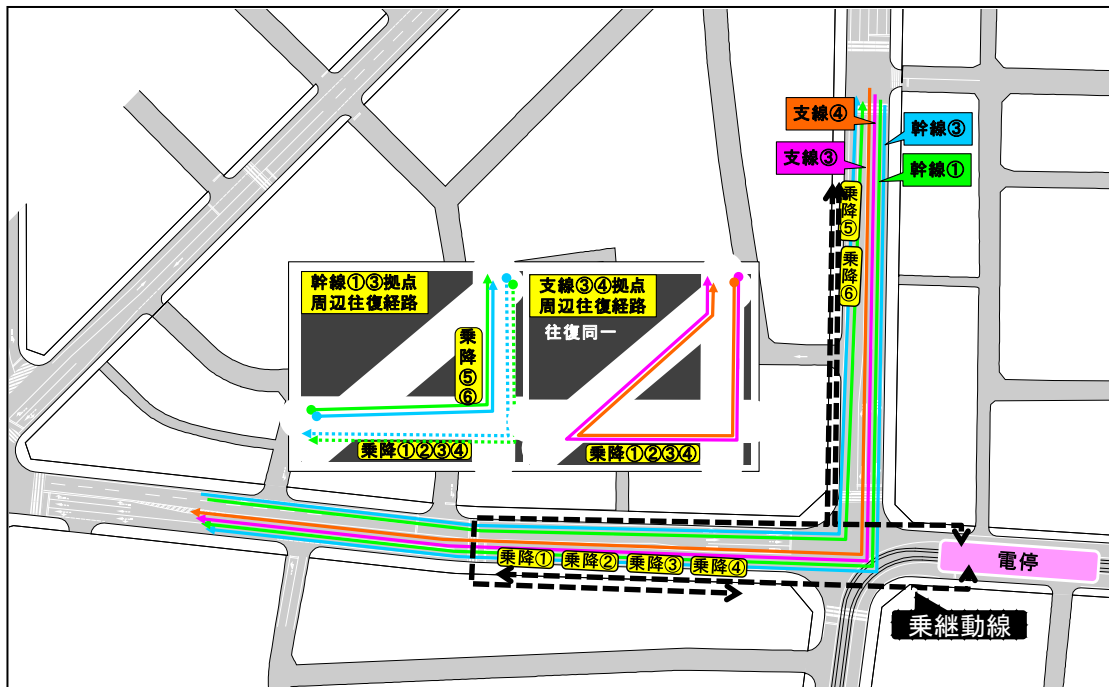 支線④
幹線③
支線③
幹線①
乗降⑤
乗降⑥
幹線①③拠点
周辺往復経路
支線③④拠点
周辺往復経路
往復同一
乗降⑤⑥
乗降①②③④
乗降①②③④
乗降①
乗降②
乗降③
乗降④
電停
乗継動線